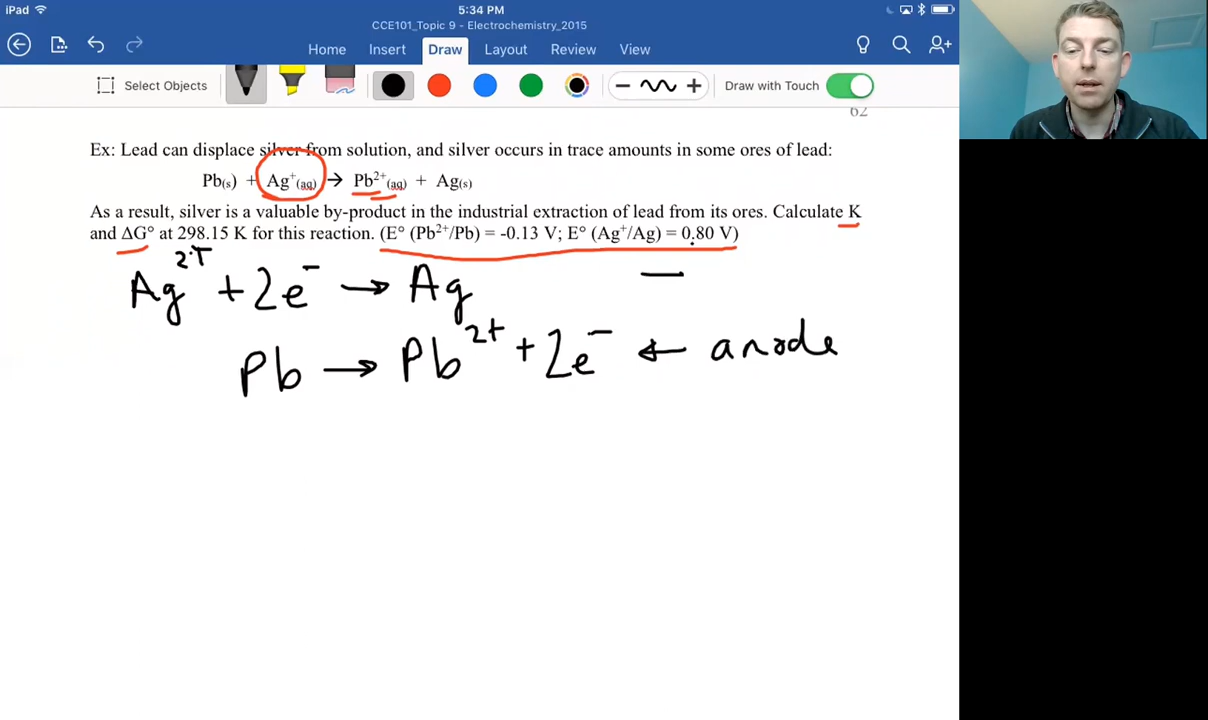 iPad 5:34 PM
CCE101_Topic 9 - Electrochemistry_2015
Home Insert Draw Layout Review View
Select Objects Draw with Touch
62
Ex: Lead can displace silver from solution, and silver occurs in trace amounts in some ores of lead:
Pb(s) + Ag⁺(aq) → Pb²⁺(aq) + Ag(s)
As a result, silver is a valuable by-product in the industrial extraction of lead from its ores. Calculate K
and ΔG° at 298.15 K for this reaction. (E° (Pb²⁺/Pb) = -0.13 V; E° (Ag⁺/Ag) = 0.80 V)
Ag²⁺ + 2e⁻ → Ag
Pb → Pb²⁺ + 2e⁻ ← anode